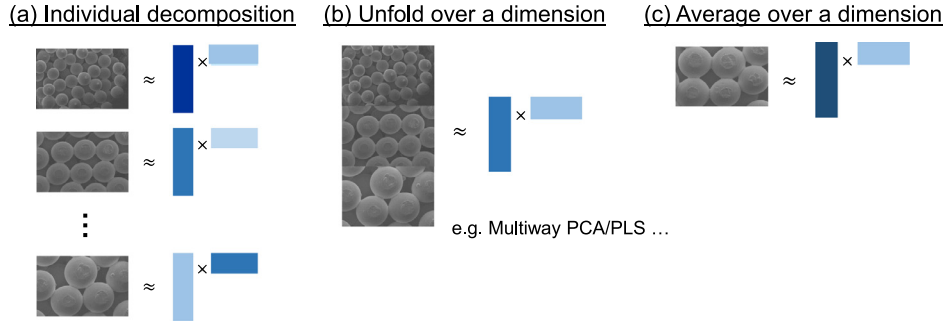 (a) Individual decomposition
≈ ×
≈ ×
⋮
≈ ×
(b) Unfold over a dimension
≈ ×
e.g. Multiway PCA/PLS …
(c) Average over a dimension
≈ ×